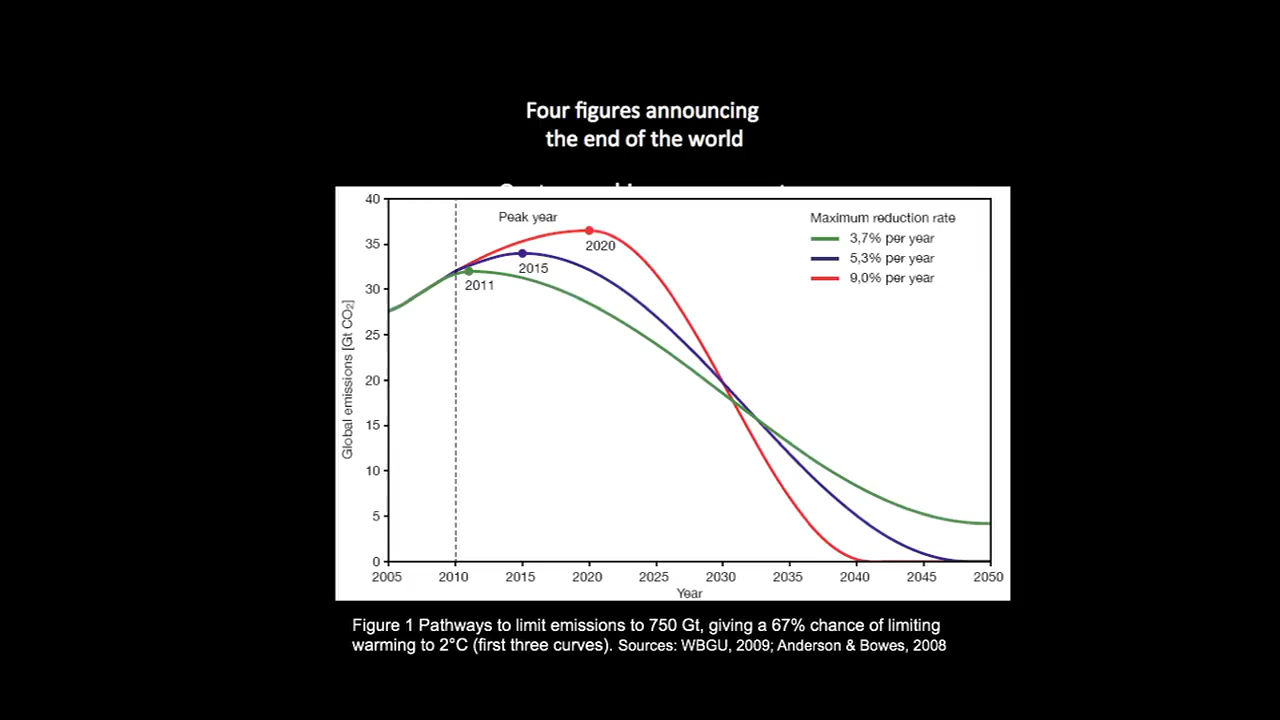 Four figures announcing
the end of the world
40
35
30
25
20
15
10
5
0
Global emissions [Gt CO2]
Peak year
2020
2015
2011
Maximum reduction rate
3,7% per year
5,3% per year
9,0% per year
2005 2010 2015 2020 2025 2030 2035 2040 2045 2050
Year
Figure 1 Pathways to limit emissions to 750 Gt, giving a 67% chance of limiting
warming to 2°C (first three curves). Sources: WBGU, 2009; Anderson & Bowes, 2008